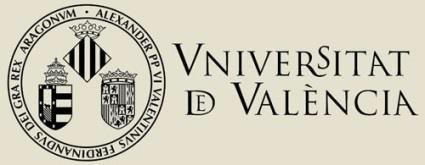 ALEXANDER PP VI VALENTINVS FERDINANDVS DEI GRA REX ARAGONVM
VNIVERSITAT
DE VALÈNCIA